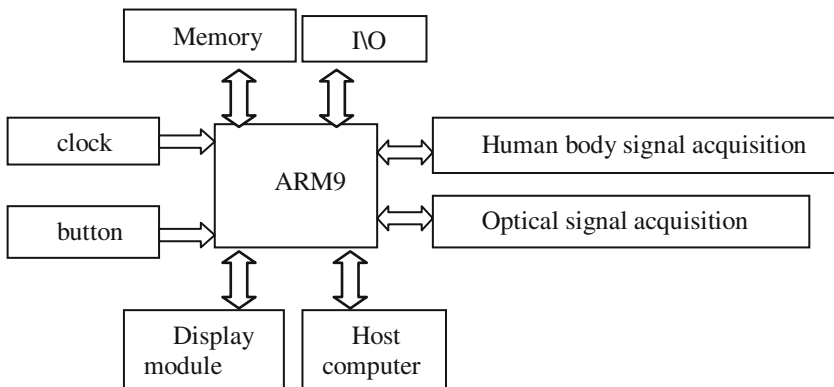 Memory
I\O
clock
ARM9
Human body signal acquisition
button
Optical signal acquisition
Display
module
Host
computer